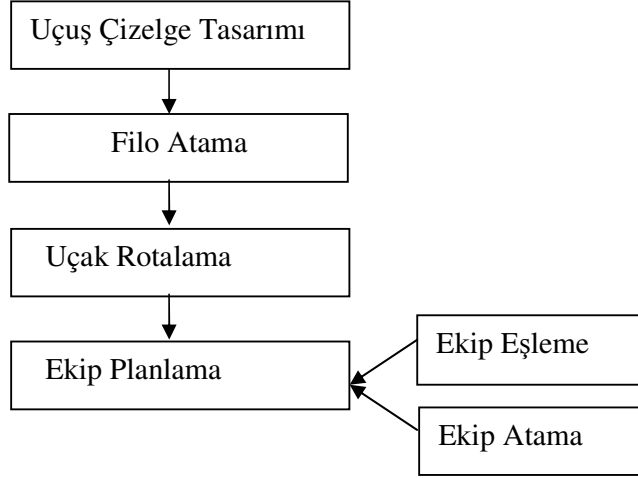 Uçuş Çizelge Tasarımı
Filo Atama
Uçak Rotalama
Ekip Planlama
Ekip Eşleme
Ekip Atama